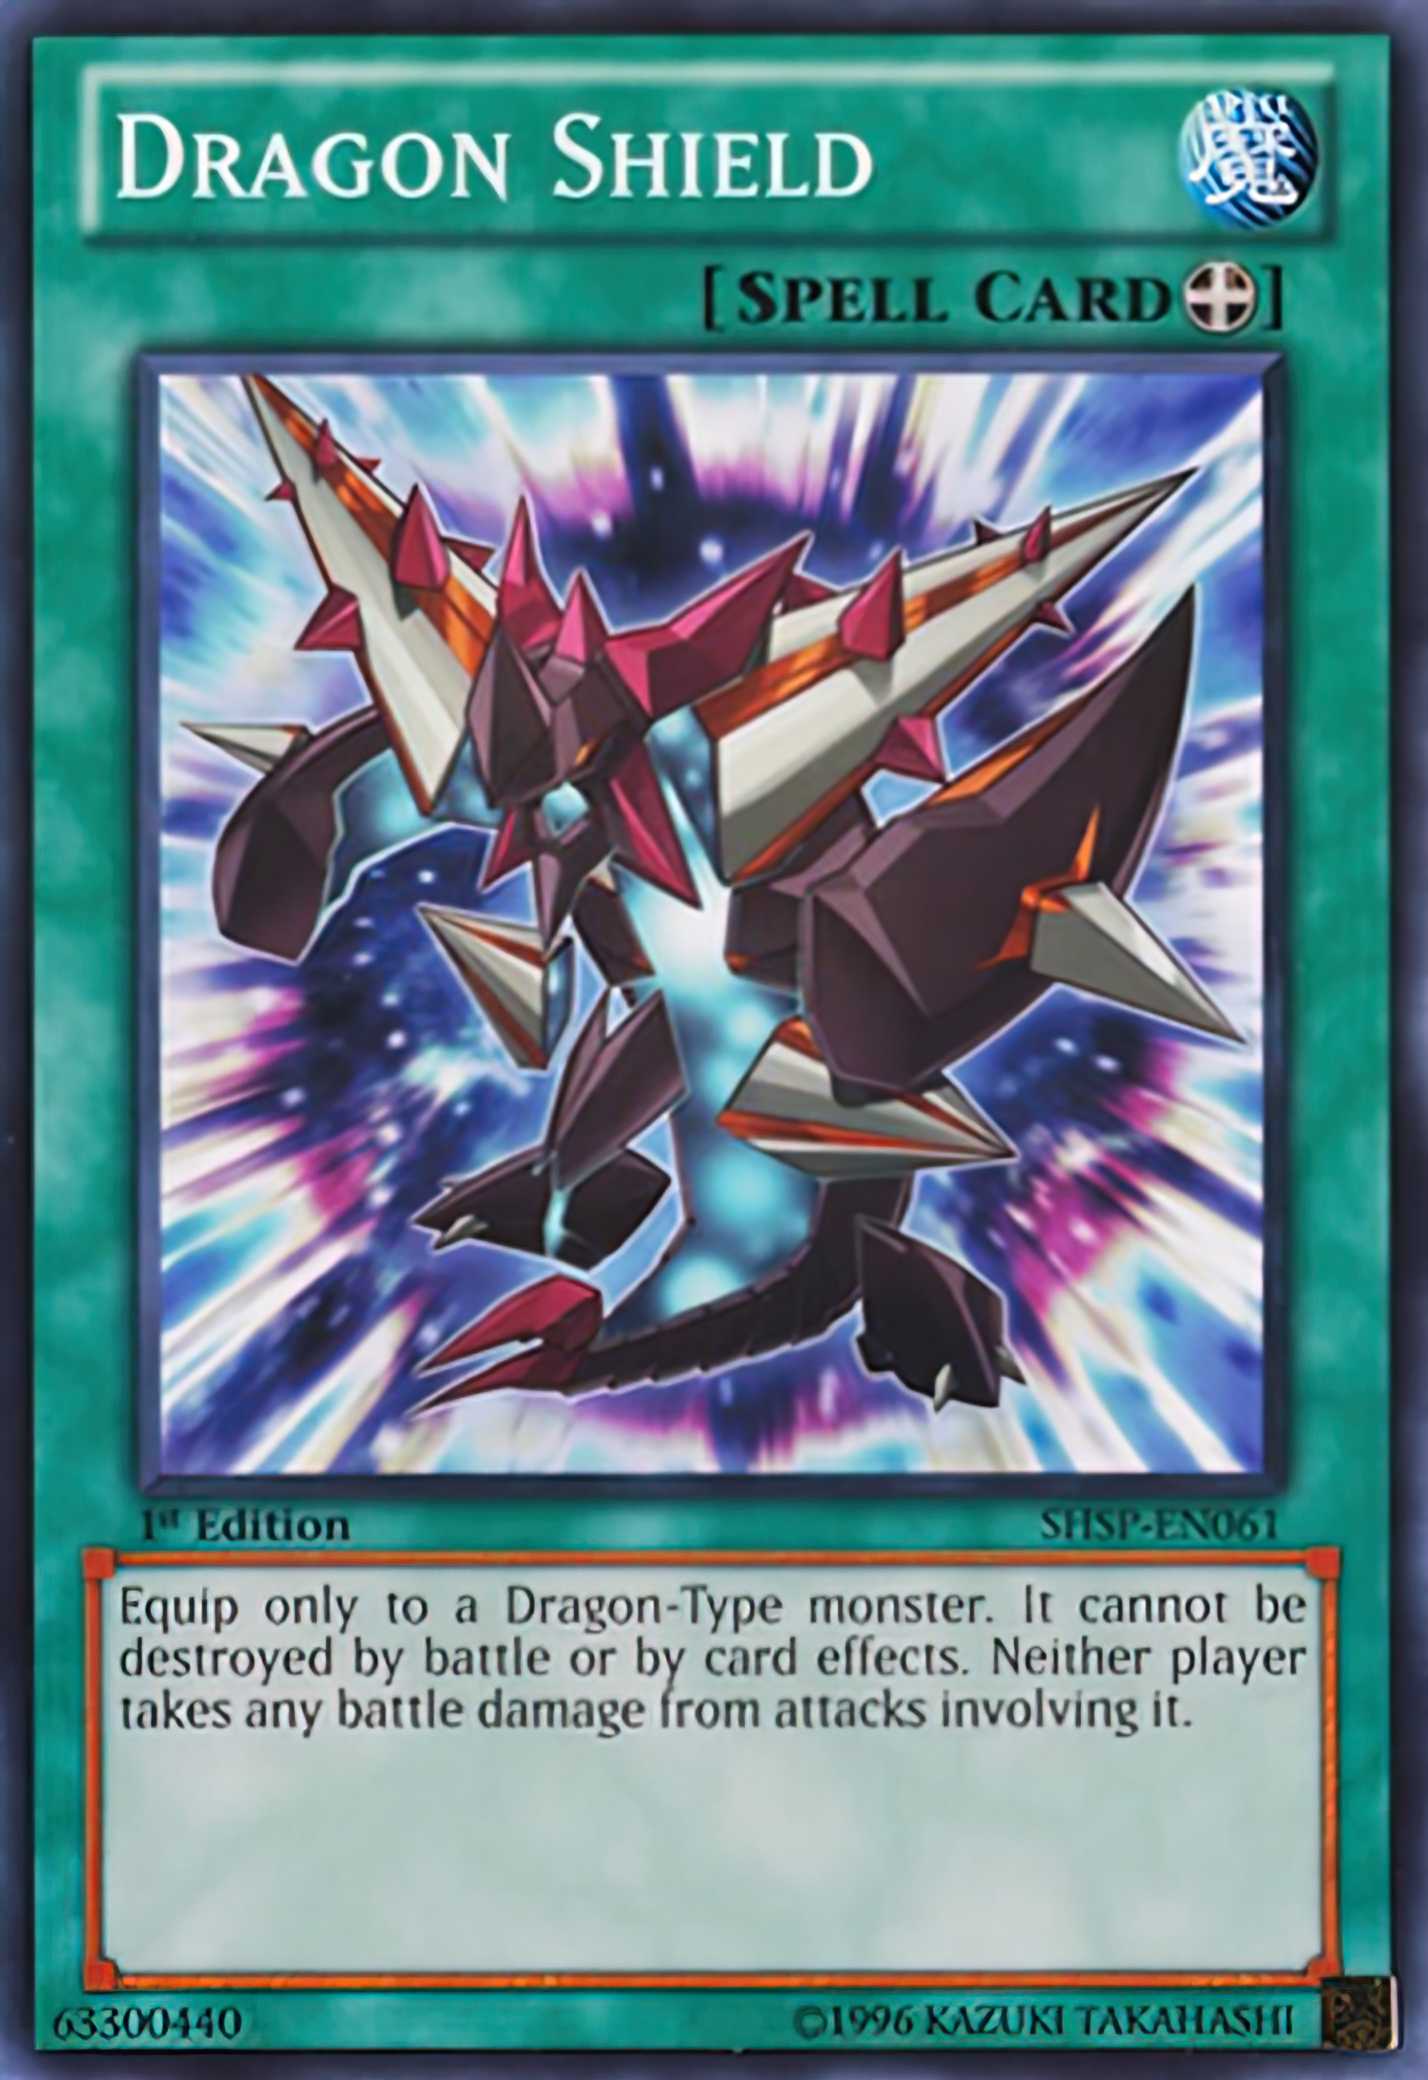 DRAGON SHIELD
魔
[SPELL CARD]
1st Edition
SHSP-EN061
Equip only to a Dragon-Type monster. It cannot be
destroyed by battle or by card effects. Neither player
takes any battle damage from attacks involving it.
63300440
©1996 KAZUKI TAKAHASHI